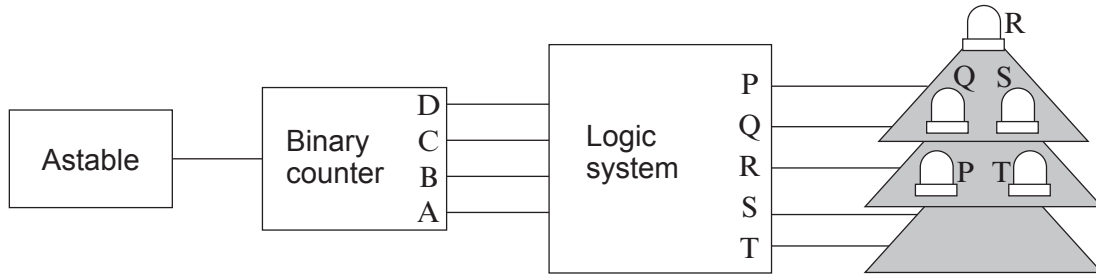 Astable
Binary
counter
D
C
B
A
Logic
system
P
Q
R
S
T
R
Q S
P T